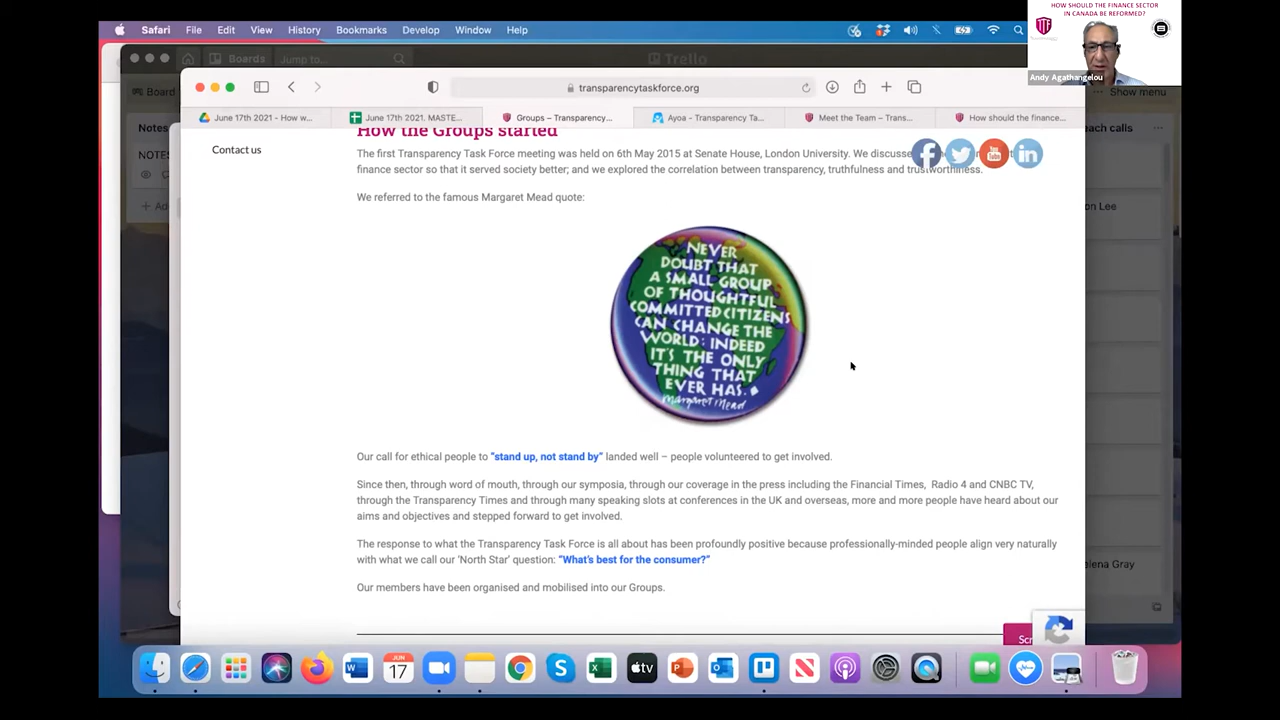 Safari File Edit View History Bookmarks Develop Window Help
HOW SHOULD THE FINANCE SECTOR
IN CANADA BE REFORMED?
TTF
Andy Agathangelou
Boards
Jump to...
Trello
Board
Show menu
transparencytaskforce.org
June 17th 2021 - How w...
June 17th 2021. MASTE...
Groups – Transparency...
Ayoa - Transparency Ta...
Meet the Team – Trans...
How should the finance...
Notes
NOTES
each calls
Contact us
How the Groups started
The first Transparency Task Force meeting was held on 6th May 2015 at Senate House, London University. We discusse
finance sector so that it served society better; and we explored the correlation between transparency, truthfulness and trustworthiness.
We referred to the famous Margaret Mead quote:
NEVER
DOUBT THAT
A SMALL GROUP
OF THOUGHTFUL
COMMITTED CITIZENS
CAN CHANGE THE
WORLD: INDEED
IT'S THE ONLY
THING THAT
EVER HAS.
Margaret Mead
Our call for ethical people to “stand up, not stand by” landed well – people volunteered to get involved.
Since then, through word of mouth, through our symposia, through our coverage in the press including the Financial Times, Radio 4 and CNBC TV,
through the Transparency Times and through many speaking slots at conferences in the UK and overseas, more and more people have heard about our
aims and objectives and stepped forward to get involved.
The response to what the Transparency Task Force is all about has been profoundly positive because professionally-minded people align very naturally
with what we call our ‘North Star’ question: “What’s best for the consumer?”
Our members have been organised and mobilised into our Groups.
on Lee
elena Gray
Scr
JUN
17
tv